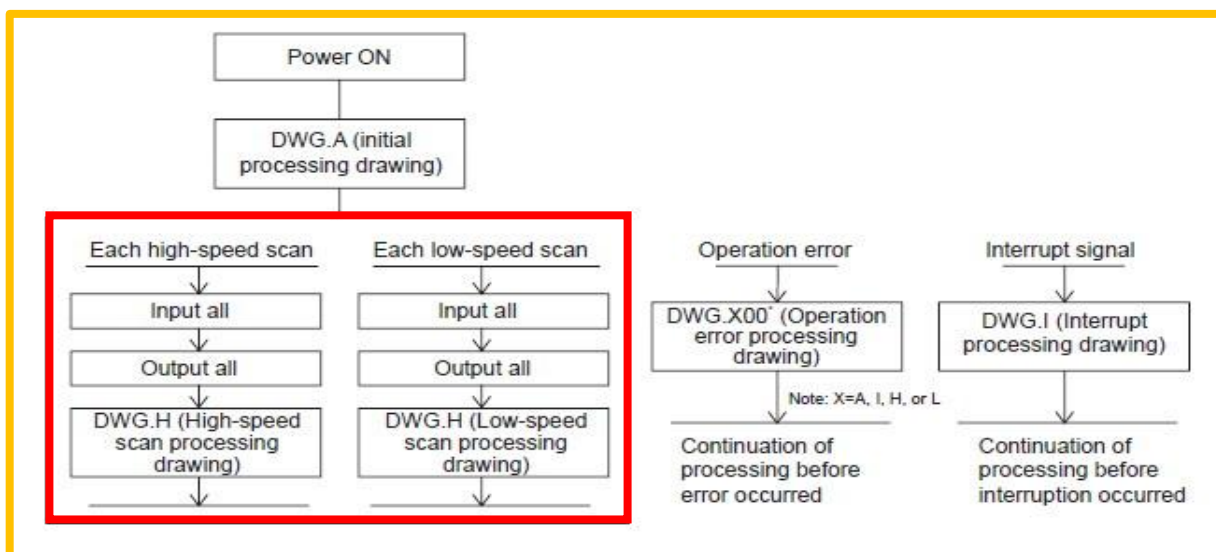 Power ON
DWG.A (initial
processing drawing)
Each high-speed scan
Input all
Output all
DWG.H (High-speed
scan processing
drawing)
Each low-speed scan
Input all
Output all
DWG.H (Low-speed
scan processing
drawing)
Operation error
DWG.X00* (Operation
error processing
drawing)
Note: X=A, I, H, or L
Continuation of
processing before
error occurred
Interrupt signal
DWG.I (Interrupt
processing drawing)
Continuation of
processing before
interruption occurred